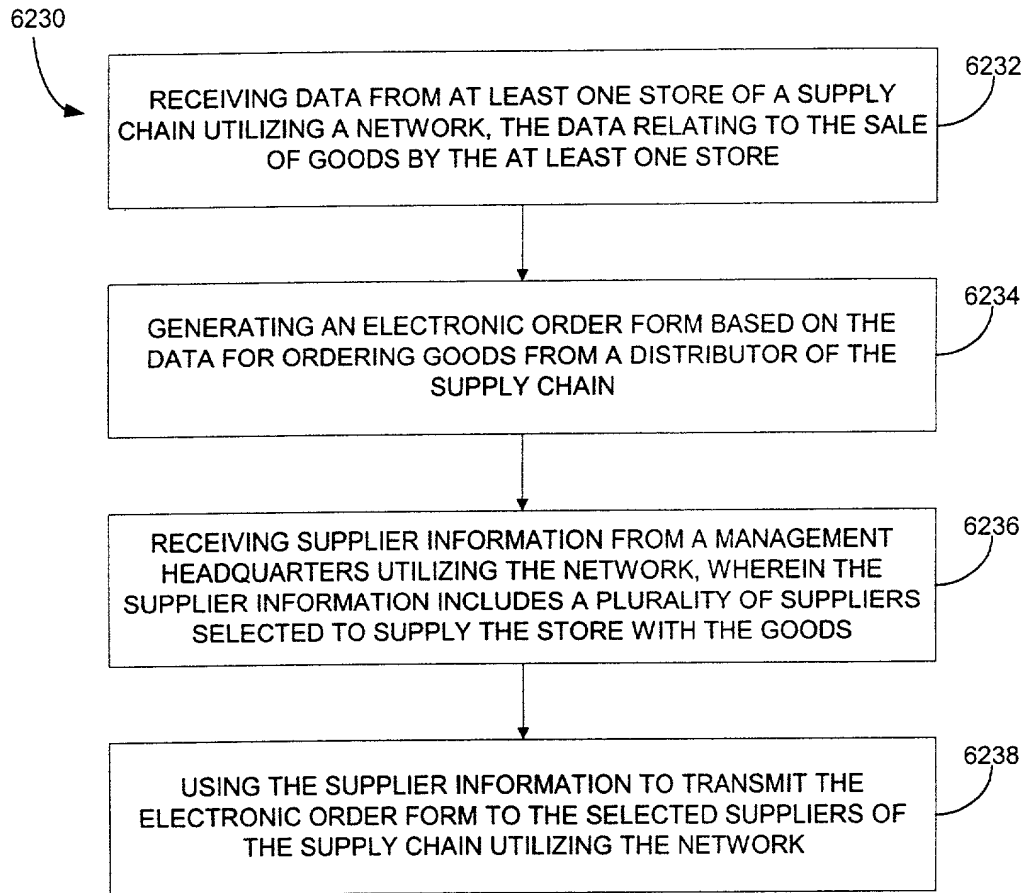 6230
6232
RECEIVING DATA FROM AT LEAST ONE STORE OF A SUPPLY
CHAIN UTILIZING A NETWORK, THE DATA RELATING TO THE SALE
OF GOODS BY THE AT LEAST ONE STORE
6234
GENERATING AN ELECTRONIC ORDER FORM BASED ON THE
DATA FOR ORDERING GOODS FROM A DISTRIBUTOR OF THE
SUPPLY CHAIN
6236
RECEIVING SUPPLIER INFORMATION FROM A MANAGEMENT
HEADQUARTERS UTILIZING THE NETWORK, WHEREIN THE
SUPPLIER INFORMATION INCLUDES A PLURALITY OF SUPPLIERS
SELECTED TO SUPPLY THE STORE WITH THE GOODS
6238
USING THE SUPPLIER INFORMATION TO TRANSMIT THE
ELECTRONIC ORDER FORM TO THE SELECTED SUPPLIERS OF
THE SUPPLY CHAIN UTILIZING THE NETWORK